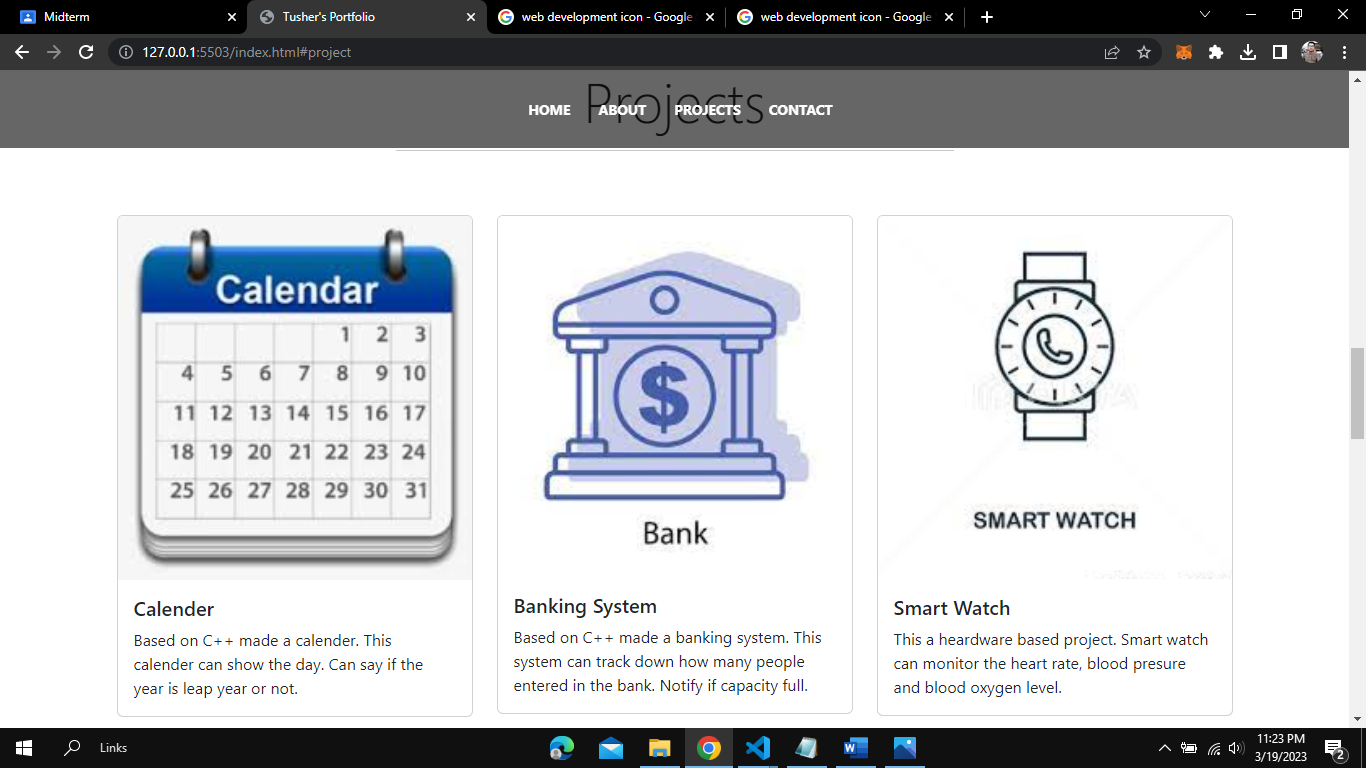 Midterm
Tusher's Portfolio
web development icon - Google
web development icon - Google
127.0.0.1:5503/index.html#project
Projects
HOME ABOUT PROJECTS CONTACT
Calendar
1 2 3
4 5 6 7 8 9 10
11 12 13 14 15 16 17
18 19 20 21 22 23 24
25 26 27 28 29 30 31
Calender
Based on C++ made a calender. This
calender can show the day. Can say if the
year is leap year or not.
$
Bank
Banking System
Based on C++ made a banking system. This
system can track down how many people
entered in the bank. Notify if capacity full.
SMART WATCH
Smart Watch
This a heardware based project. Smart watch
can monitor the heart rate, blood presure
and blood oxygen level.
Links
11:23 PM
3/19/2023
2